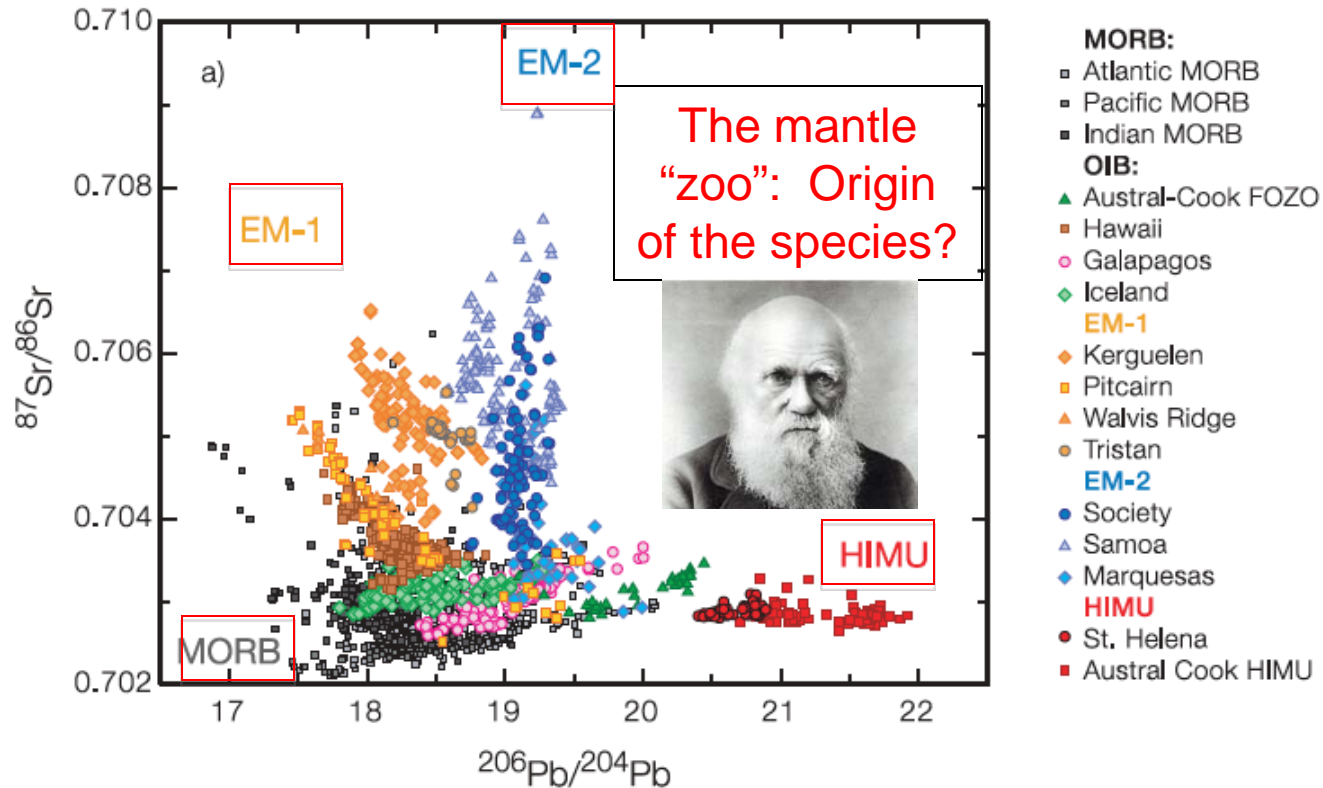 0.710
0.708
0.706
0.704
0.702
⁸⁷Sr/⁸⁶Sr
a)
EM-2
EM-1
The mantle
“zoo”: Origin
of the species?
HIMU
MORB
17 18 19 20 21 22
²⁰⁶Pb/²⁰⁴Pb
MORB:
Atlantic MORB
Pacific MORB
Indian MORB
OIB:
Austral-Cook FOZO
Hawaii
Galapagos
Iceland
EM-1
Kerguelen
Pitcairn
Walvis Ridge
Tristan
EM-2
Society
Samoa
Marquesas
HIMU
St. Helena
Austral Cook HIMU